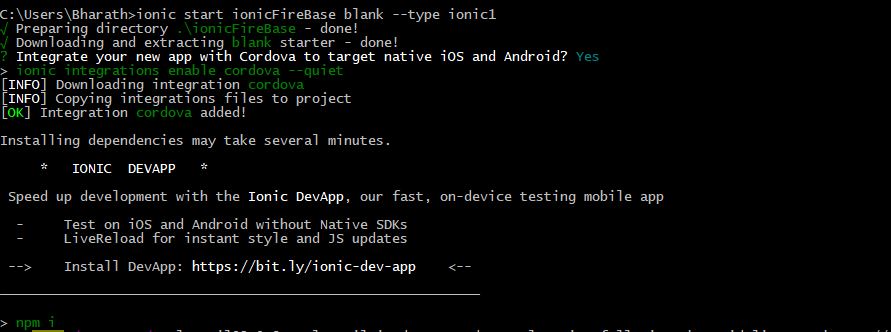 C:\Users\Bharath>ionic start ionicFireBase blank --type ionic1
√ Preparing directory .\ionicFireBase - done!
√ Downloading and extracting blank starter - done!
? Integrate your new app with Cordova to target native iOS and Android? Yes
> ionic integrations enable cordova --quiet
[INFO] Downloading integration cordova
[INFO] Copying integrations files to project
[OK] Integration cordova added!
Installing dependencies may take several minutes.
* IONIC DEVAPP *
Speed up development with the Ionic DevApp, our fast, on-device testing mobile app
- Test on iOS and Android without Native SDKs
- LiveReload for instant style and JS updates
--> Install DevApp: https://bit.ly/ionic-dev-app <--
> npm i